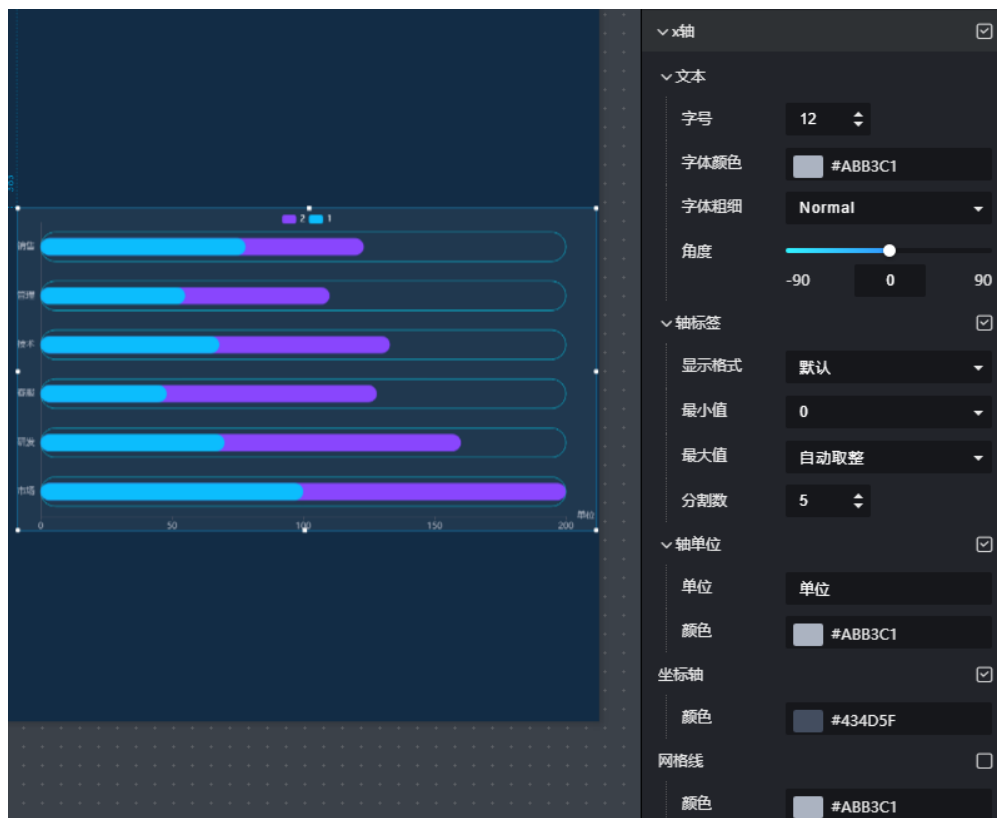 2 1
销售
管理
技术
客服
研发
市场
0 50 100 150 200
单位
x轴
文本
字号 12
字体颜色 #ABB3C1
字体粗细 Normal
角度
-90 0 90
轴标签
显示格式 默认
最小值 0
最大值 自动取整
分割数 5
轴单位
单位 单位
颜色 #ABB3C1
坐标轴
颜色 #434D5F
网格线
颜色 #ABB3C1